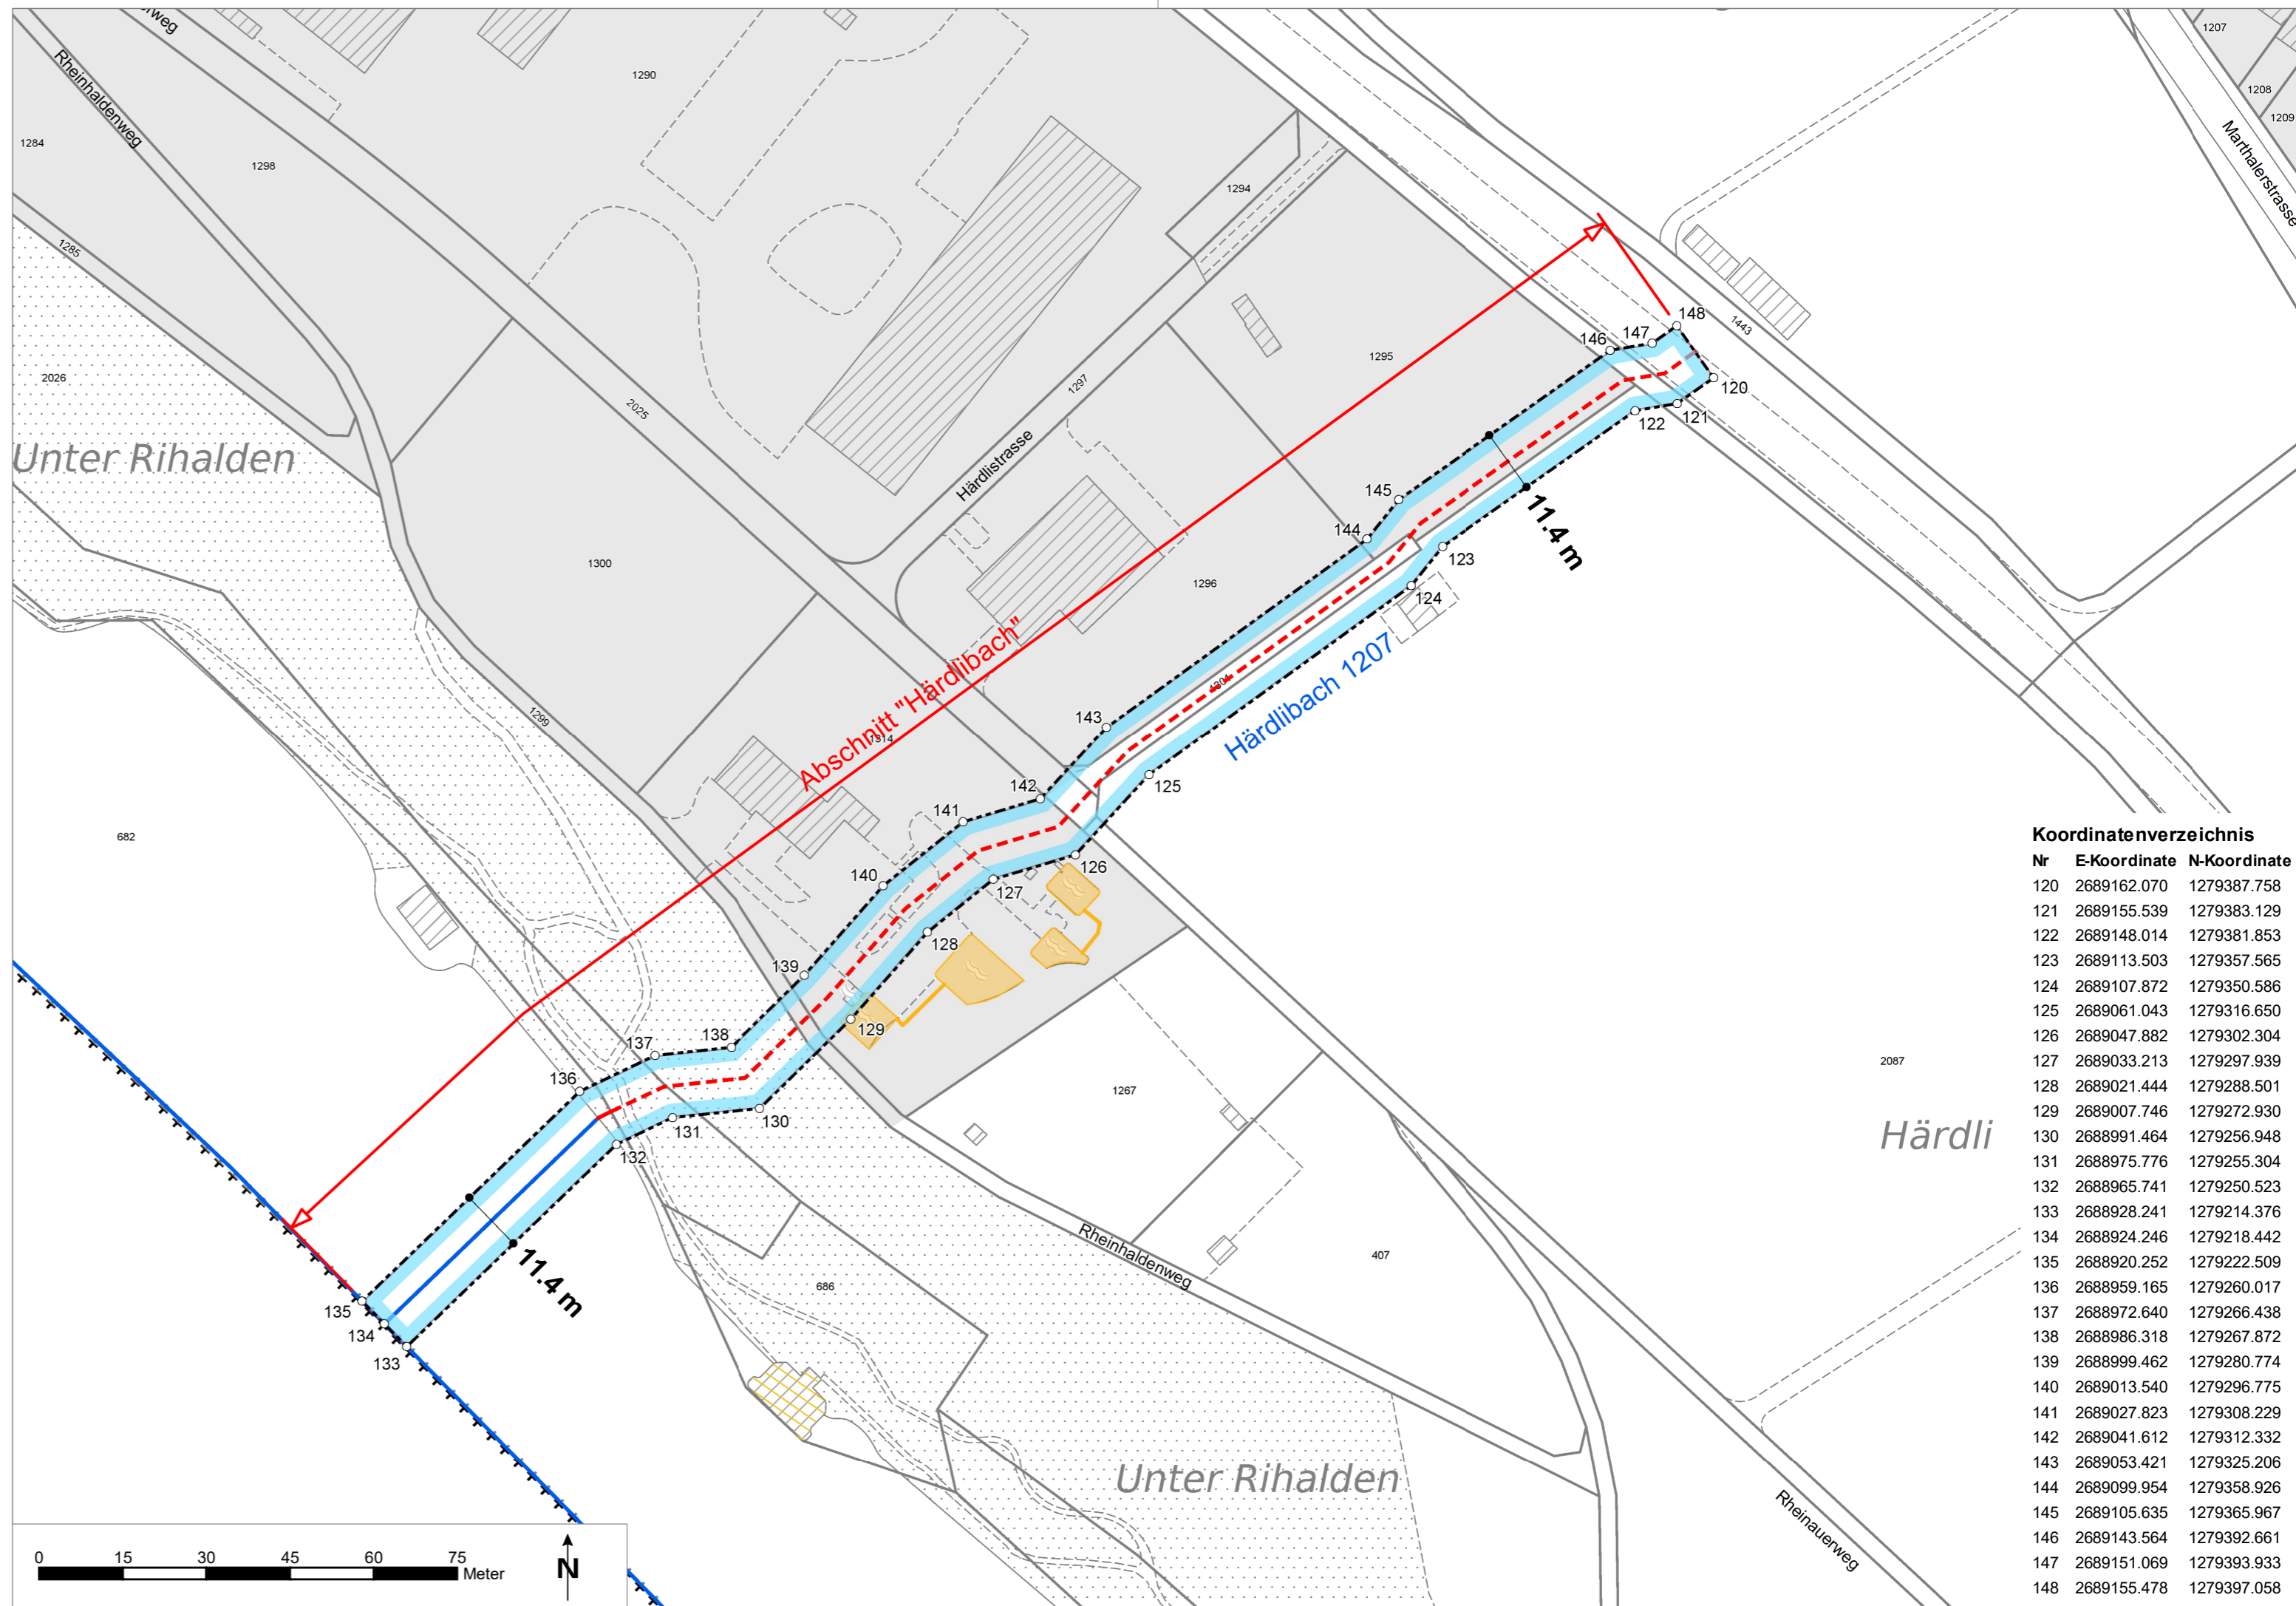 erweg
Rheinhaldenweg
1290
1207
1208
1209
1284
1298
1294
Marthalerstrasse
1285
148
1443
147
146
1295
2026
120
1297
121
2025
122
Unter Rihalden
Härdlistrasse
145
11.4 m
144
123
1300
1296
124
Abschnitt "Härdlibach"
Härdlibach 1207
1304
1299
143
1314
125
142
141
682
126
140
127
128
139
129
138
137
136
130
131
132
1267
2087
Härdli
Rheinhaldenweg
407
11.4 m
686
135
134
133
Unter Rihalden
Rheinauerweg
0 15 30 45 60 75 Meter
N
Koordinatenverzeichnis
Nr E-Koordinate N-Koordinate
120 2689162.070 1279387.758
121 2689155.539 1279383.129
122 2689148.014 1279381.853
123 2689113.503 1279357.565
124 2689107.872 1279350.586
125 2689061.043 1279316.650
126 2689047.882 1279302.304
127 2689033.213 1279297.939
128 2689021.444 1279288.501
129 2689007.746 1279272.930
130 2688991.464 1279256.948
131 2688975.776 1279255.304
132 2688965.741 1279250.523
133 2688928.241 1279214.376
134 2688924.246 1279218.442
135 2688920.252 1279222.509
136 2688959.165 1279260.017
137 2688972.640 1279266.438
138 2688986.318 1279267.872
139 2688999.462 1279280.774
140 2689013.540 1279296.775
141 2689027.823 1279308.229
142 2689041.612 1279312.332
143 2689053.421 1279325.206
144 2689099.954 1279358.926
145 2689105.635 1279365.967
146 2689143.564 1279392.661
147 2689151.069 1279393.933
148 2689155.478 1279397.058